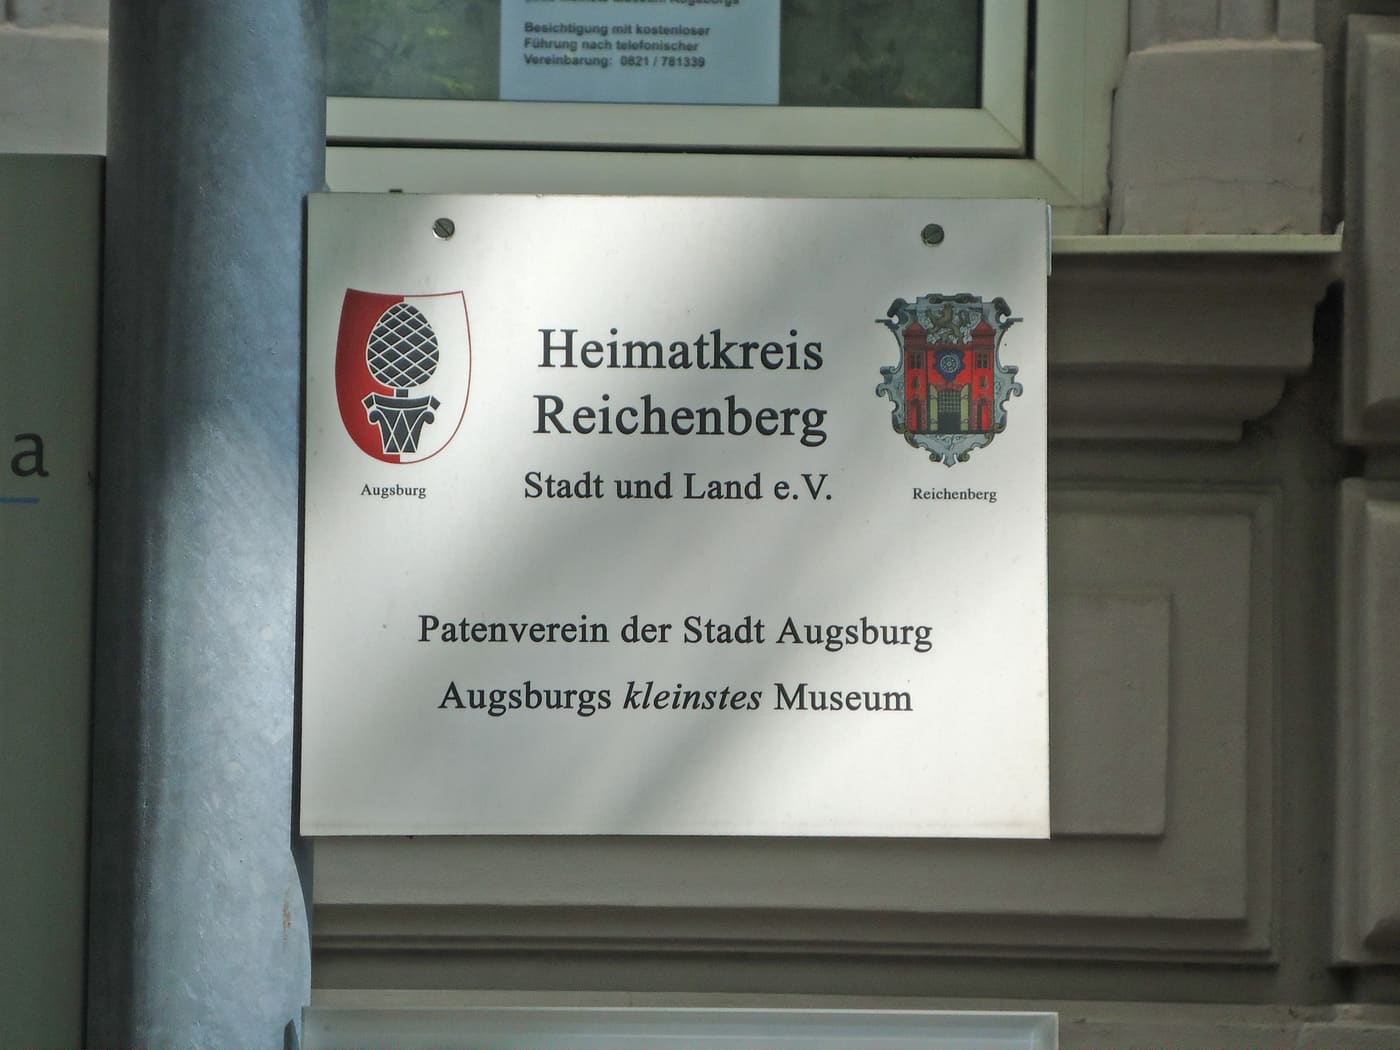 Besichtigung mit kostenloser
Führung nach telefonischer
Vereinbarung: 0821 / 781339
a
Heimatkreis
Reichenberg
Stadt und Land e.V.
Augsburg
Reichenberg
Patenverein der Stadt Augsburg
Augsburgs kleinstes Museum